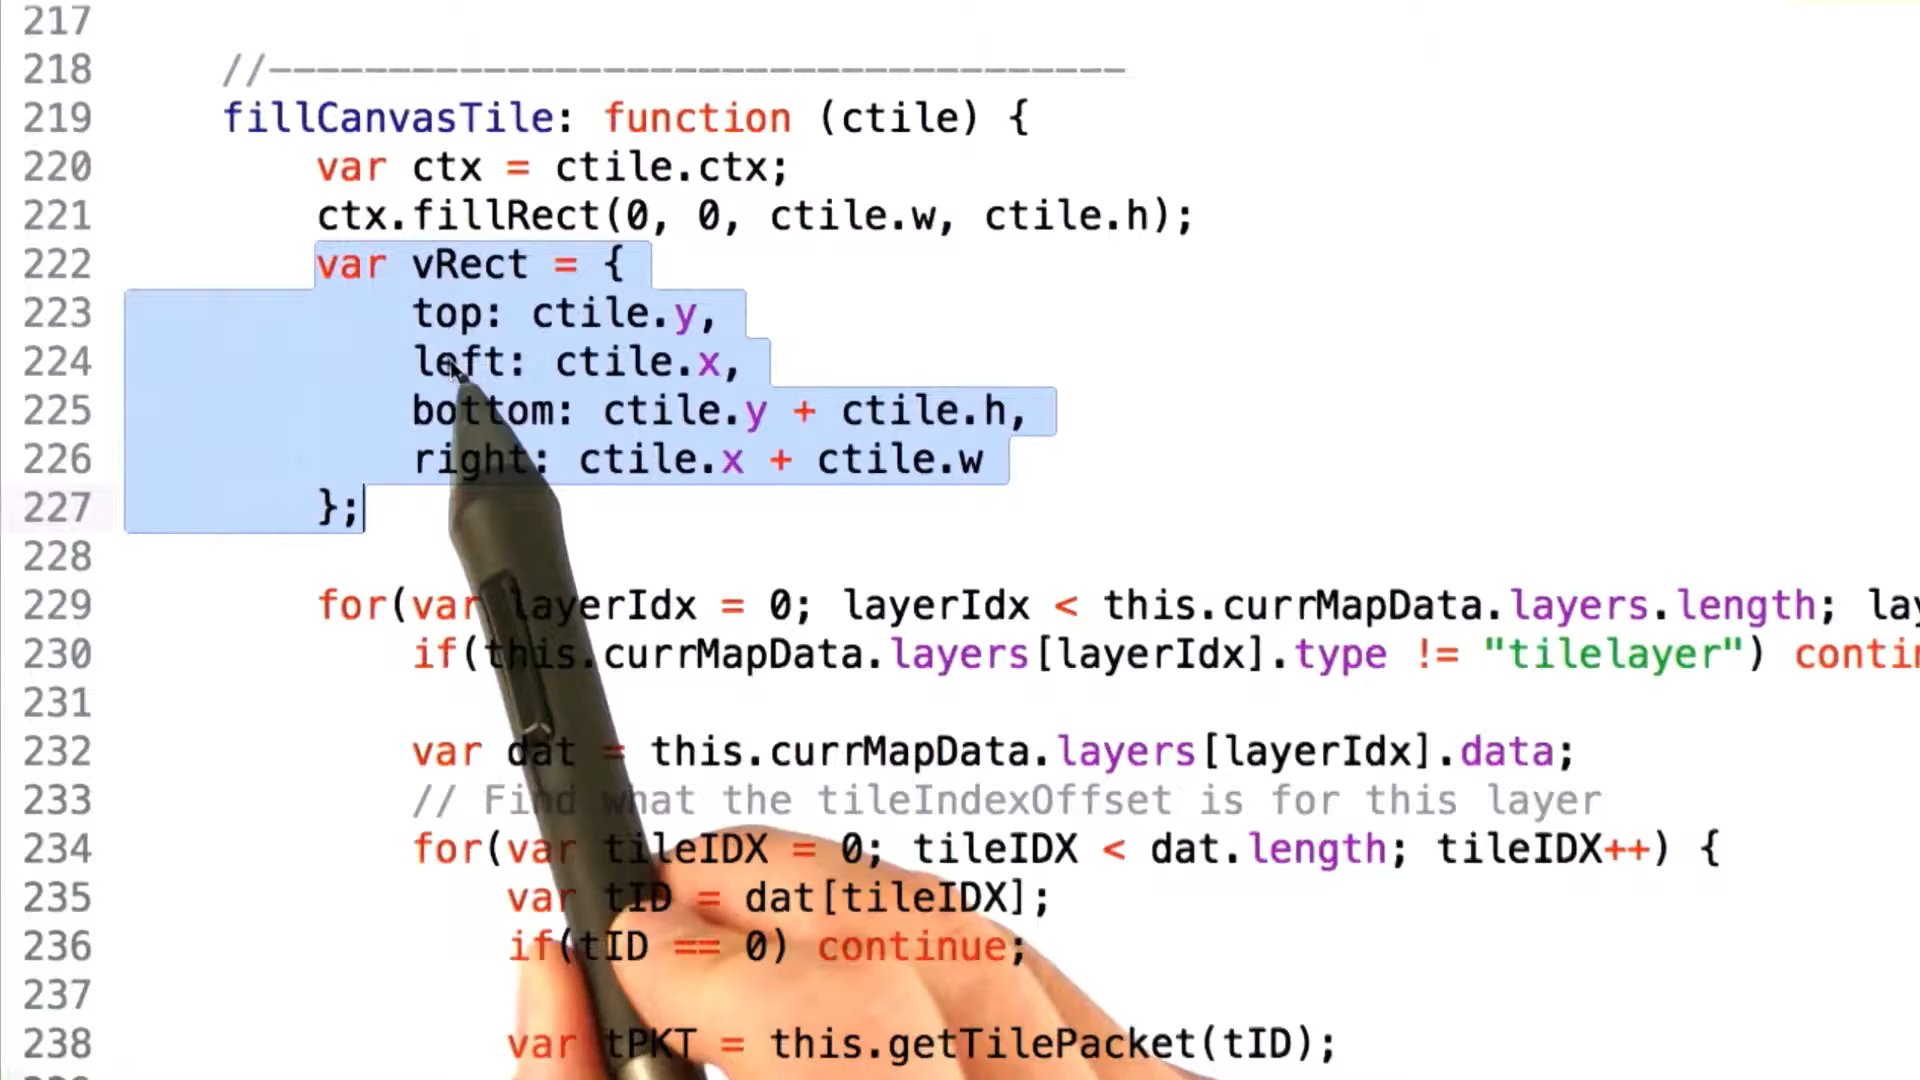 217
218 //------------------------------------
219 fillCanvasTile: function (ctile) {
220 var ctx = ctile.ctx;
221 ctx.fillRect(0, 0, ctile.w, ctile.h);
222 var vRect = {
223 top: ctile.y,
224 left: ctile.x,
225 bottom: ctile.y + ctile.h,
226 right: ctile.x + ctile.w
227 };
228
229 for(var layerIdx = 0; layerIdx < this.currMapData.layers.length; lay
230 if(this.currMapData.layers[layerIdx].type != "tilelayer") contin
231
232 var dat = this.currMapData.layers[layerIdx].data;
233 // Find what the tileIndexOffset is for this layer
234 for(var tileIDX = 0; tileIDX < dat.length; tileIDX++) {
235 var tID = dat[tileIDX];
236 if(tID == 0) continue;
237
238 var tPKT = this.getTilePacket(tID);